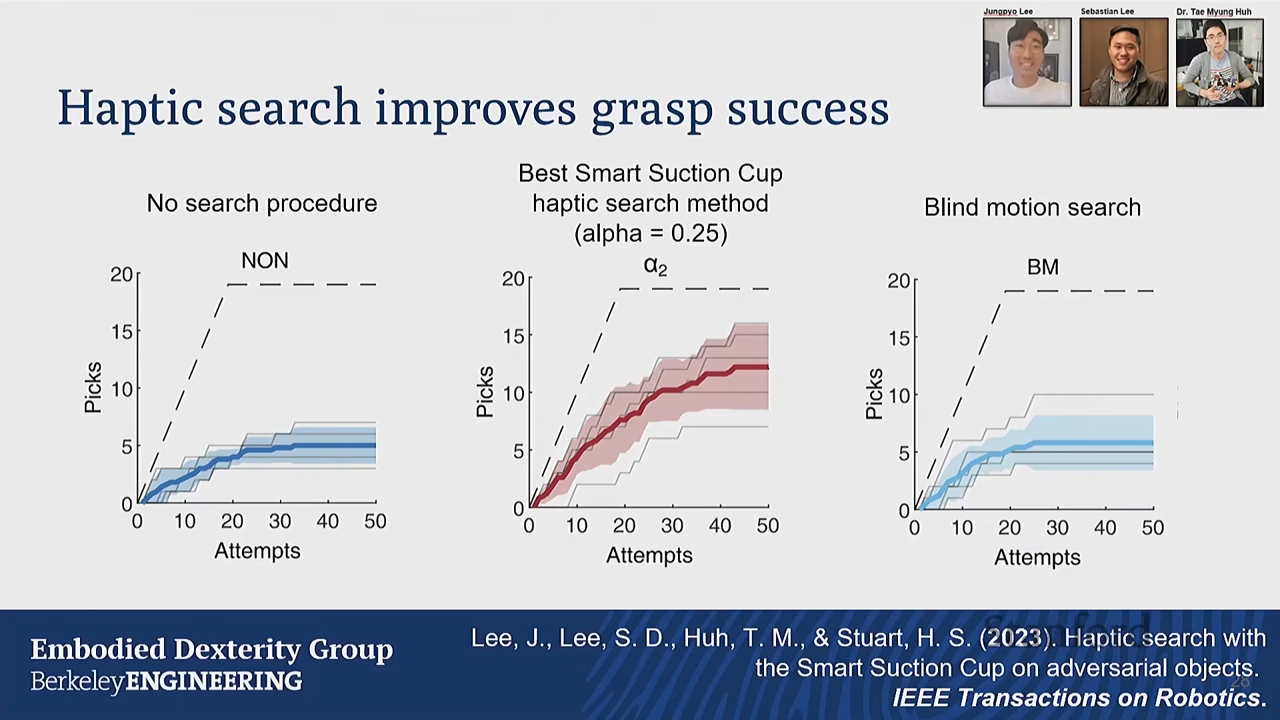 Jungpyo Lee
Sebastian Lee
Dr. Tae Myung Huh
Haptic search improves grasp success
No search procedure
NON
20
15
10
5
0
Picks
0 10 20 30 40 50
Attempts
Best Smart Suction Cup
haptic search method
(alpha = 0.25)
α₂
20
15
10
5
0
Picks
0 10 20 30 40 50
Attempts
Blind motion search
BM
20
15
10
5
0
Picks
0 10 20 30 40 50
Attempts
Embodied Dexterity Group
BerkeleyENGINEERING
Lee, J., Lee, S. D., Huh, T. M., & Stuart, H. S. (2023). Haptic search with
the Smart Suction Cup on adversarial objects.
IEEE Transactions on Robotics.
Stanford
28